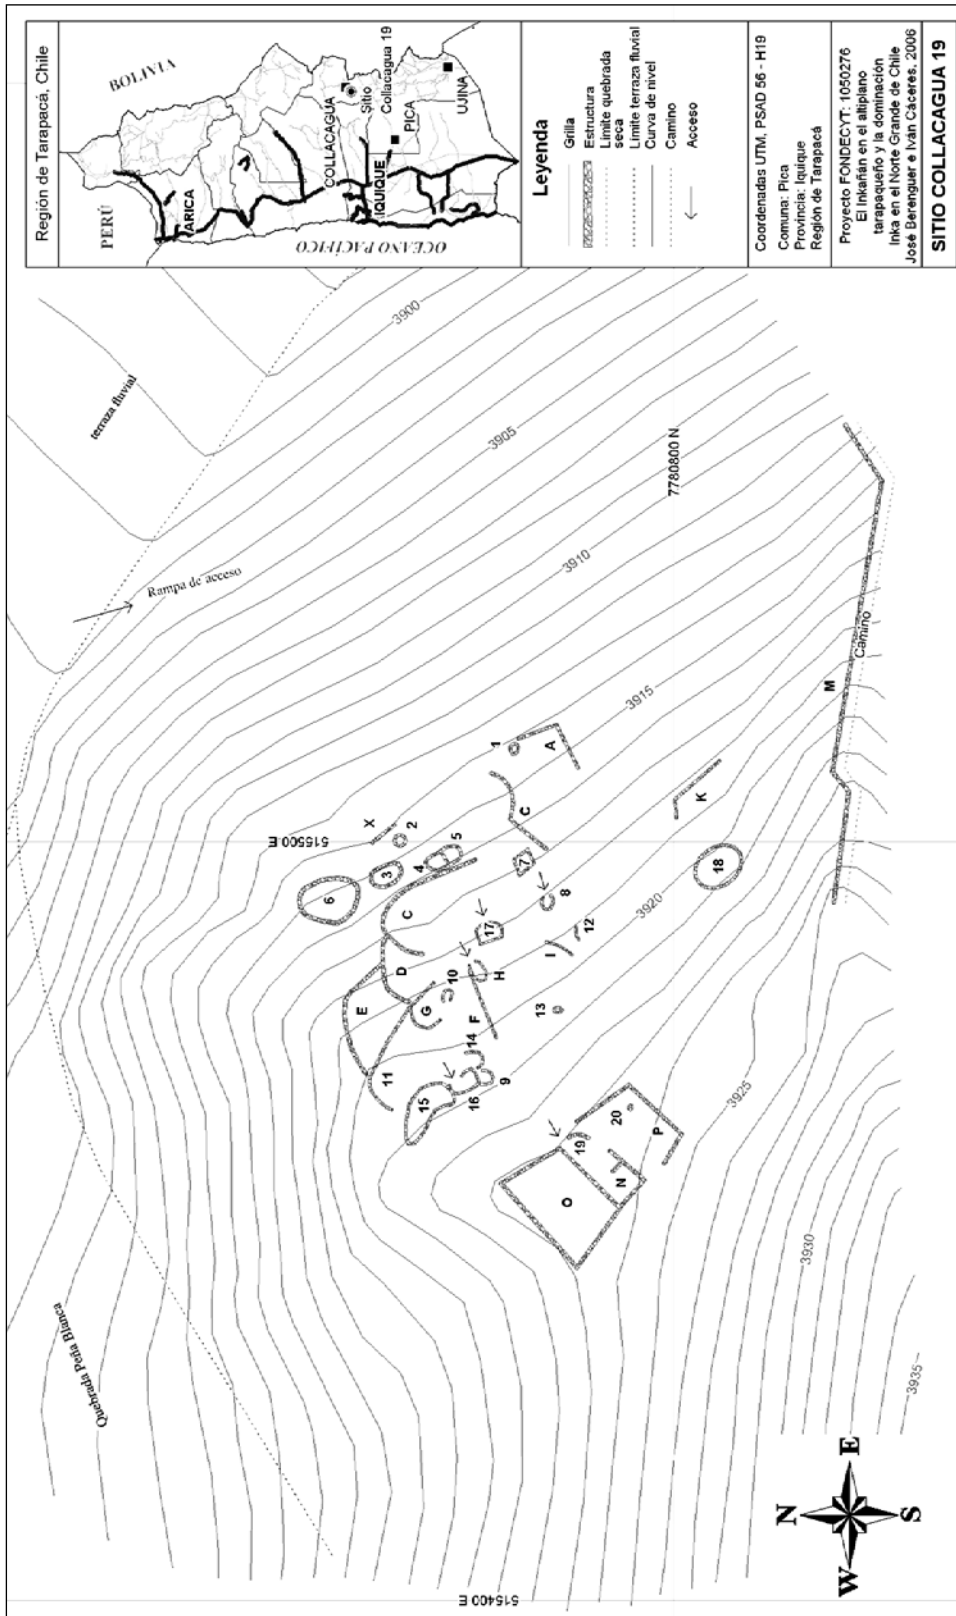 Región de Tarapacá, Chile
PERÚ
BOLIVIA
ARICA
COLLACAGUA
Sitio
Collacagua 19
IQUIQUE
PICA
UJINA
OCEANO PACÍFICO
Leyenda
Grilla
Estructura
Limite quebrada
seca
Limite terraza fluvial
Curva de nivel
Camino
Acceso
Coordenadas UTM, PSAD 56 - H19
Comuna: Pica
Provincia: Iquique
Región de Tarapacá
Proyecto FONDECYT: 1050276
El Inkañán en el altiplano
tarapaqueño y la dominación
Inka en el Norte Grande de Chile
José Berenguer e Iván Cáceres, 2006
SITIO COLLACAGUA 19
terraza fluvial
Rampa de acceso
Quebrada Peña Blanca
3900
3905
3910
3915
3920
3925
3930
3935
7780800 N
515500 E
515400 E
Camino
M
K
A
1
C
X
2
3
4
5
6
7
8
C
D
E
G
10
17
H
F
I
12
13
14
11
15
16
9
18
19
20
N
O
P
N
W
E
S